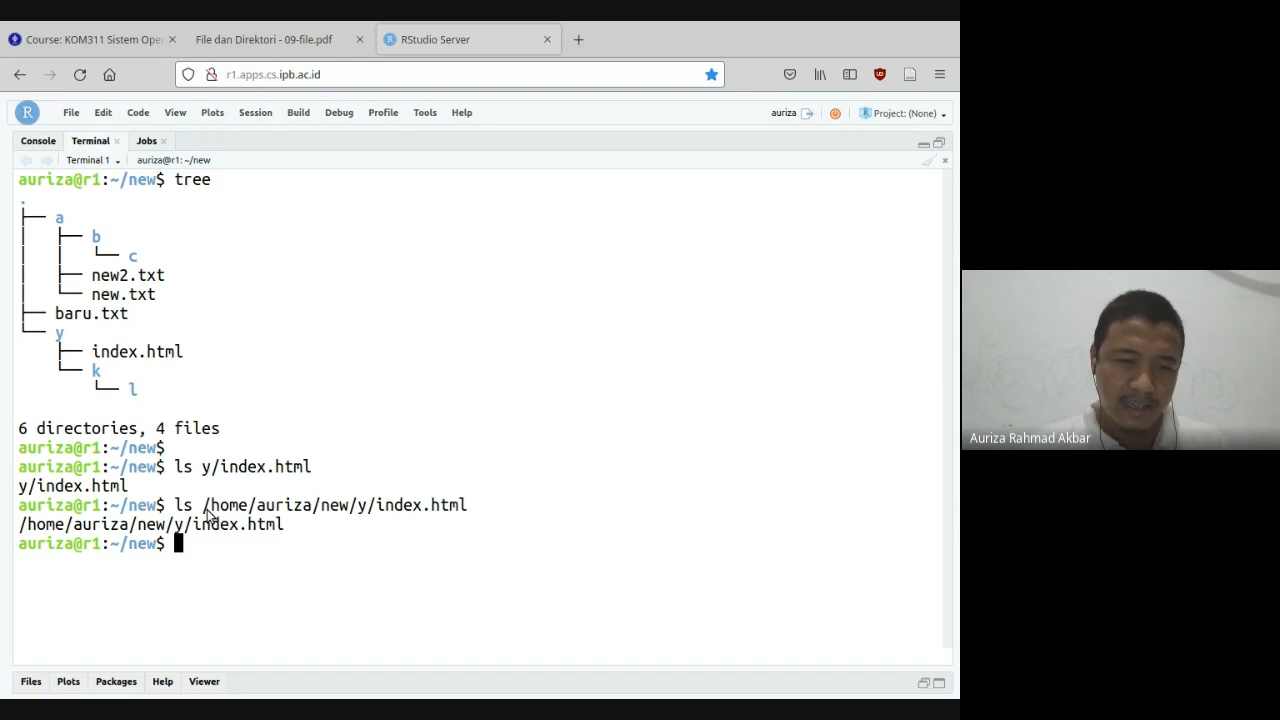 Course: KOM311 Sistem Oper
File dan Direktori - 09-file.pdf
RStudio Server
r1.apps.cs.ipb.ac.id
R
File Edit Code View Plots Session Build Debug Profile Tools Help
auriza
R Project: (None)
Console Terminal Jobs
Terminal 1 auriza@r1: ~/new
auriza@r1:~/new$ tree
.
├── a
│   ├── b
│   │   └── c
│   ├── new2.txt
│   └── new.txt
├── baru.txt
└── y
    ├── index.html
    └── k
        └── l
6 directories, 4 files
auriza@r1:~/new$
auriza@r1:~/new$ ls y/index.html
y/index.html
auriza@r1:~/new$ ls /home/auriza/new/y/index.html
/home/auriza/new/y/index.html
auriza@r1:~/new$
Files Plots Packages Help Viewer
Auriza Rahmad Akbar